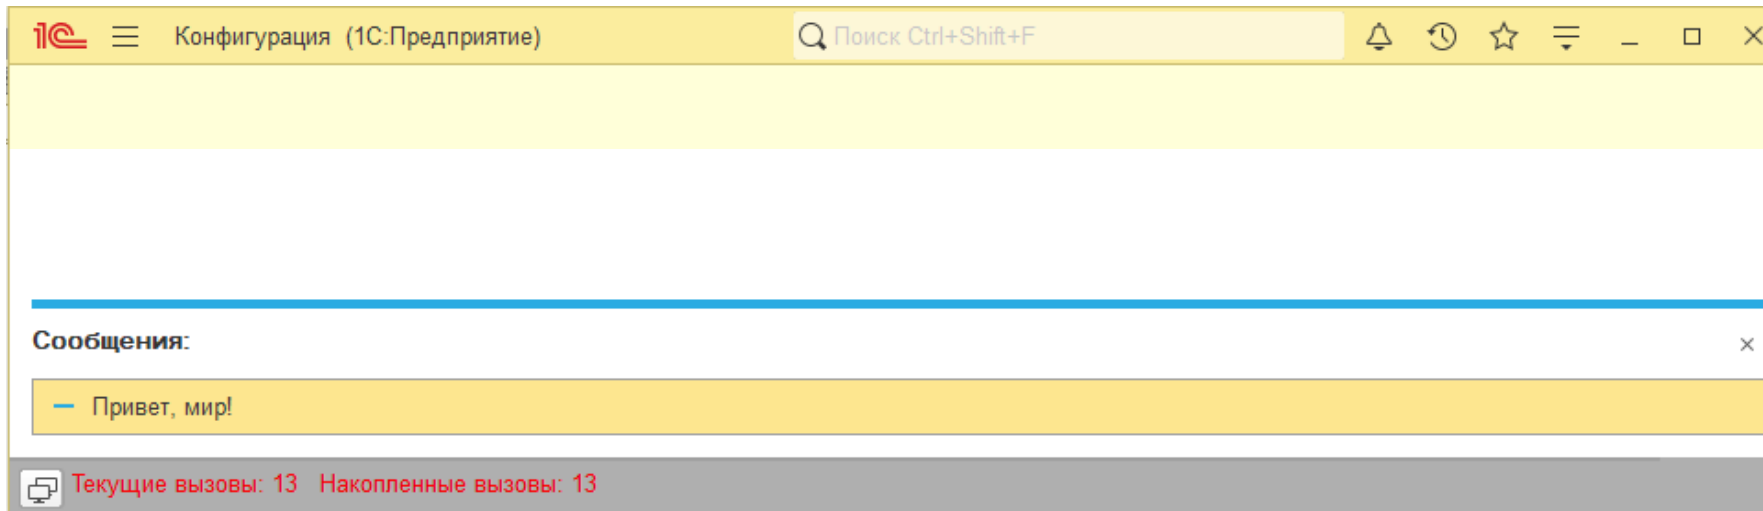 1С Конфигурация (1С:Предприятие) Поиск Ctrl+Shift+F
Сообщения:
Привет, мир!
Текущие вызовы: 13 Накопленные вызовы: 13